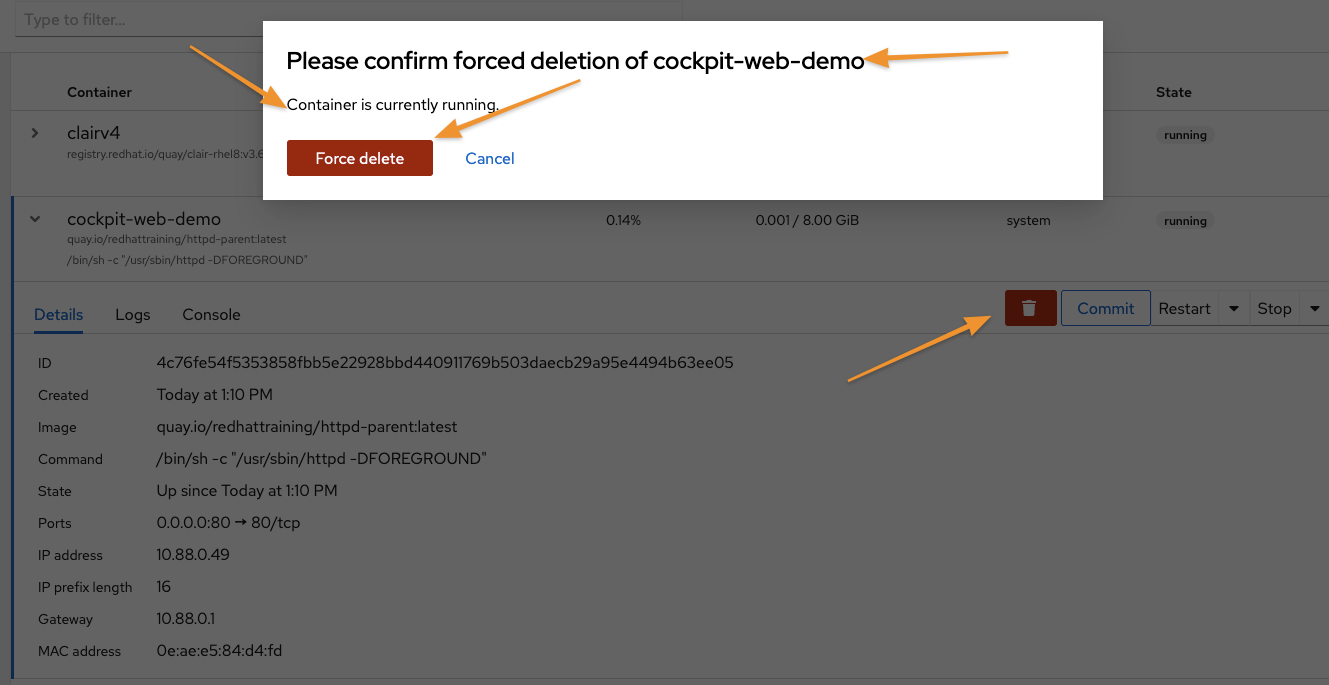 Type to filter...
Please confirm forced deletion of cockpit-web-demo
Container is currently running.
Force delete Cancel
Container State
clairv4 running
registry.redhat.io/quay/clair-rhel8:v3.6
cockpit-web-demo 0.14% 0.001 / 8.00 GiB system running
quay.io/redhattraining/httpd-parent:latest
/bin/sh -c "/usr/sbin/httpd -DFOREGROUND"
Details Logs Console Commit Restart Stop
ID 4c76fe54f5353858fbb5e22928bbd440911769b503daecb29a95e4494b63ee05
Created Today at 1:10 PM
Image quay.io/redhattraining/httpd-parent:latest
Command /bin/sh -c "/usr/sbin/httpd -DFOREGROUND"
State Up since Today at 1:10 PM
Ports 0.0.0.0:80 → 80/tcp
IP address 10.88.0.49
IP prefix length 16
Gateway 10.88.0.1
MAC address 0e:ae:e5:84:d4:fd